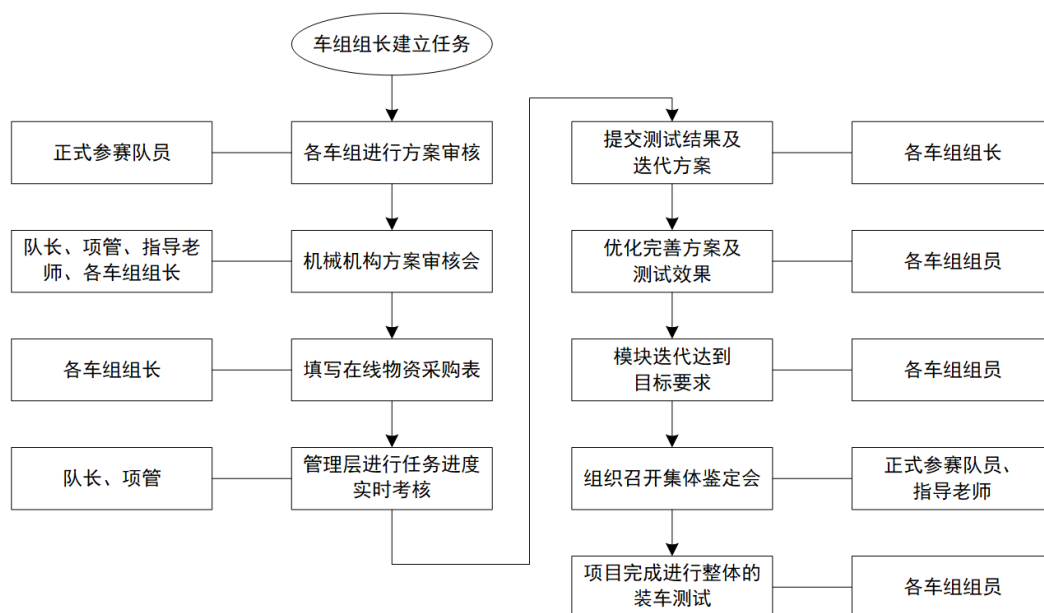 车组组长建立任务
正式参赛队员
各车组进行方案审核
队长、项管、指导老
师、各车组组长
机械机构方案审核会
各车组组长
填写在线物资采购表
队长、项管
管理层进行任务进度
实时考核
提交测试结果及
迭代方案
各车组组长
优化完善方案及
测试效果
各车组组员
模块迭代达到
目标要求
各车组组员
组织召开集体鉴定会
正式参赛队员、
指导老师
项目完成进行整体的
装车测试
各车组组员